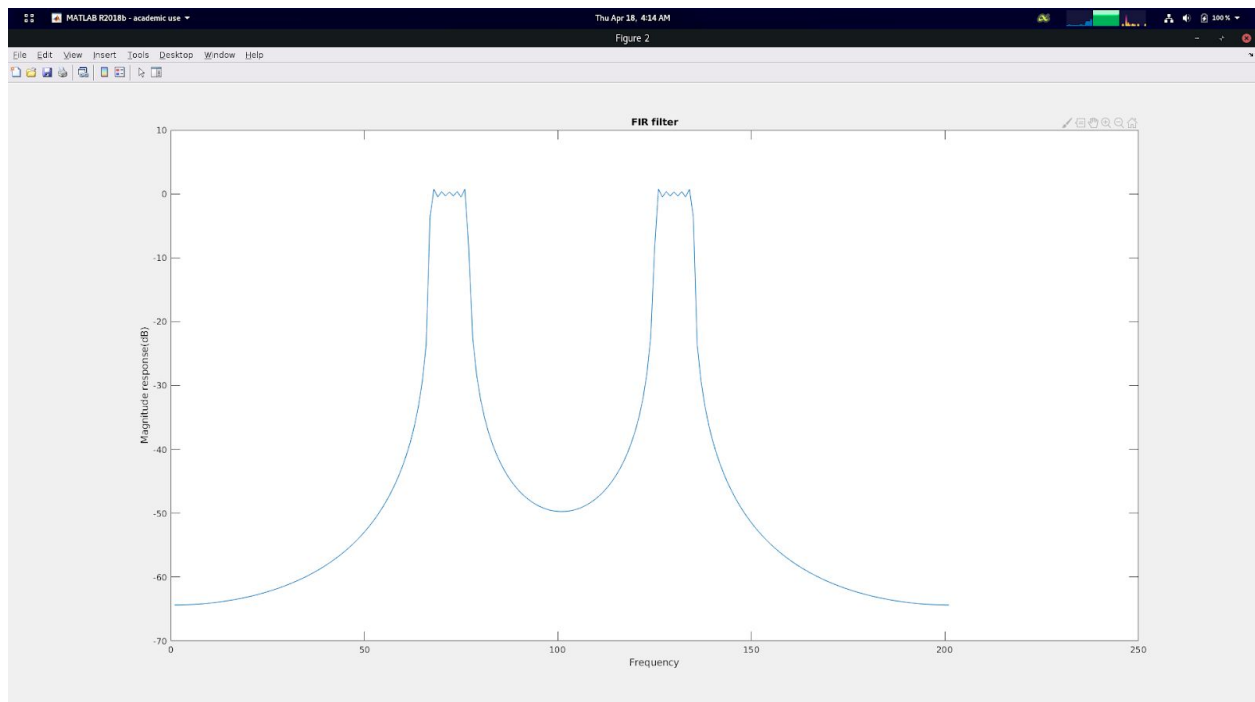 MATLAB R2018b - academic use
Thu Apr 18, 4:14 AM
100 %
Figure 2
File Edit View Insert Tools Desktop Window Help
FIR filter
10
0
-10
-20
-30
-40
-50
-60
-70
Magnitude response(dB)
0 50 100 150 200 250
Frequency